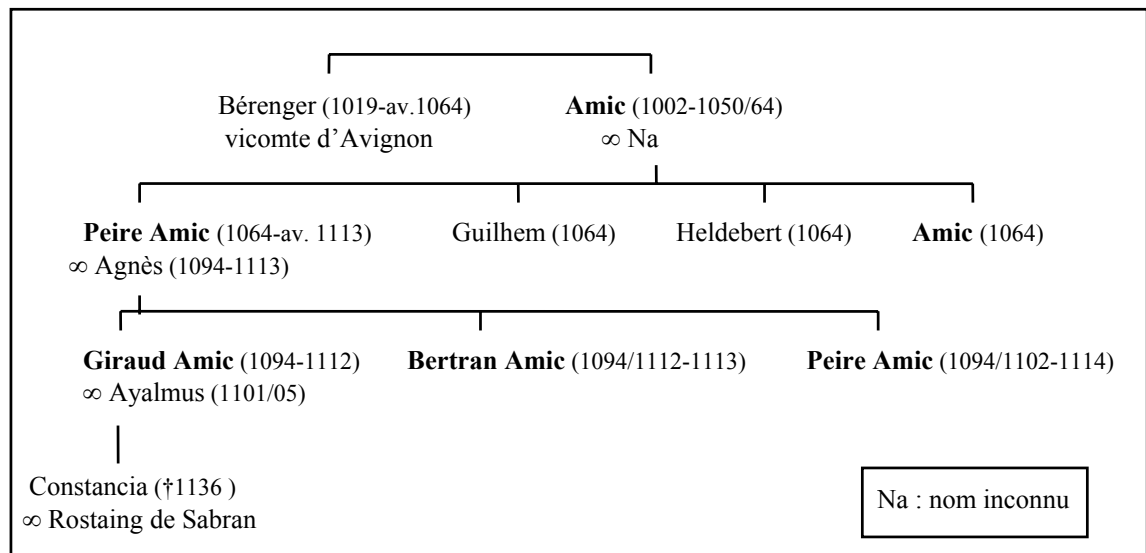 Bérenger (1019-av.1064) Amic (1002-1050/64)
vicomte d’Avignon ∞ Na
Peire Amic (1064-av. 1113) Guilhem (1064) Heldebert (1064) Amic (1064)
∞ Agnès (1094-1113)
Giraud Amic (1094-1112) Bertran Amic (1094/1112-1113) Peire Amic (1094/1102-1114)
∞ Ayalmus (1101/05)
Constancia (†1136 )
∞ Rostaing de Sabran
Na : nom inconnu